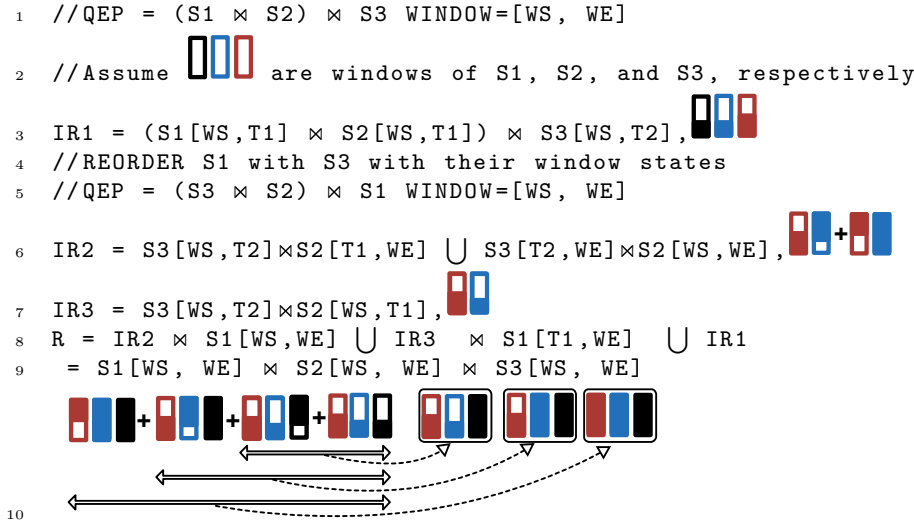 1 //QEP = (S1 ⋈ S2) ⋈ S3 WINDOW=[WS, WE]
2 //Assume are windows of S1, S2, and S3, respectively
3 IR1 = (S1[WS,T1] ⋈ S2[WS,T1]) ⋈ S3[WS,T2],
4 //REORDER S1 with S3 with their window states
5 //QEP = (S3 ⋈ S2) ⋈ S1 WINDOW=[WS, WE]
6 IR2 = S3[WS,T2]⋈S2[T1,WE] ⋃ S3[T2,WE]⋈S2[WS,WE], +
7 IR3 = S3[WS,T2]⋈S2[WS,T1],
8 R = IR2 ⋈ S1[WS,WE] ⋃ IR3 ⋈ S1[T1,WE] ⋃ IR1
9 = S1[WS, WE] ⋈ S2[WS, WE] ⋈ S3[WS, WE]
+ + +
10